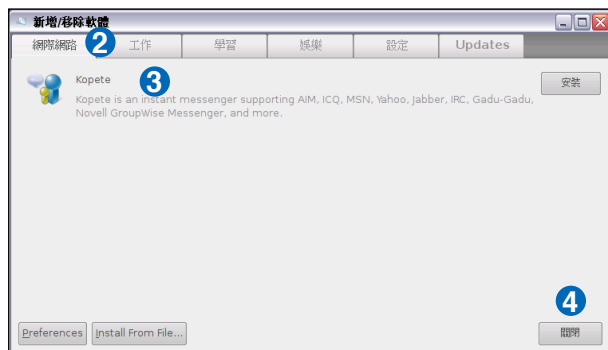 新增/移除軟體
網際網路 2 工作 學習 娛樂 設定 Updates
Kopete 3 安裝
Kopete is an instant messenger supporting AIM, ICQ, MSN, Yahoo, Jabber, IRC, Gadu-Gadu,
Novell GroupWise Messenger, and more.
4
Preferences Install From File... 關閉